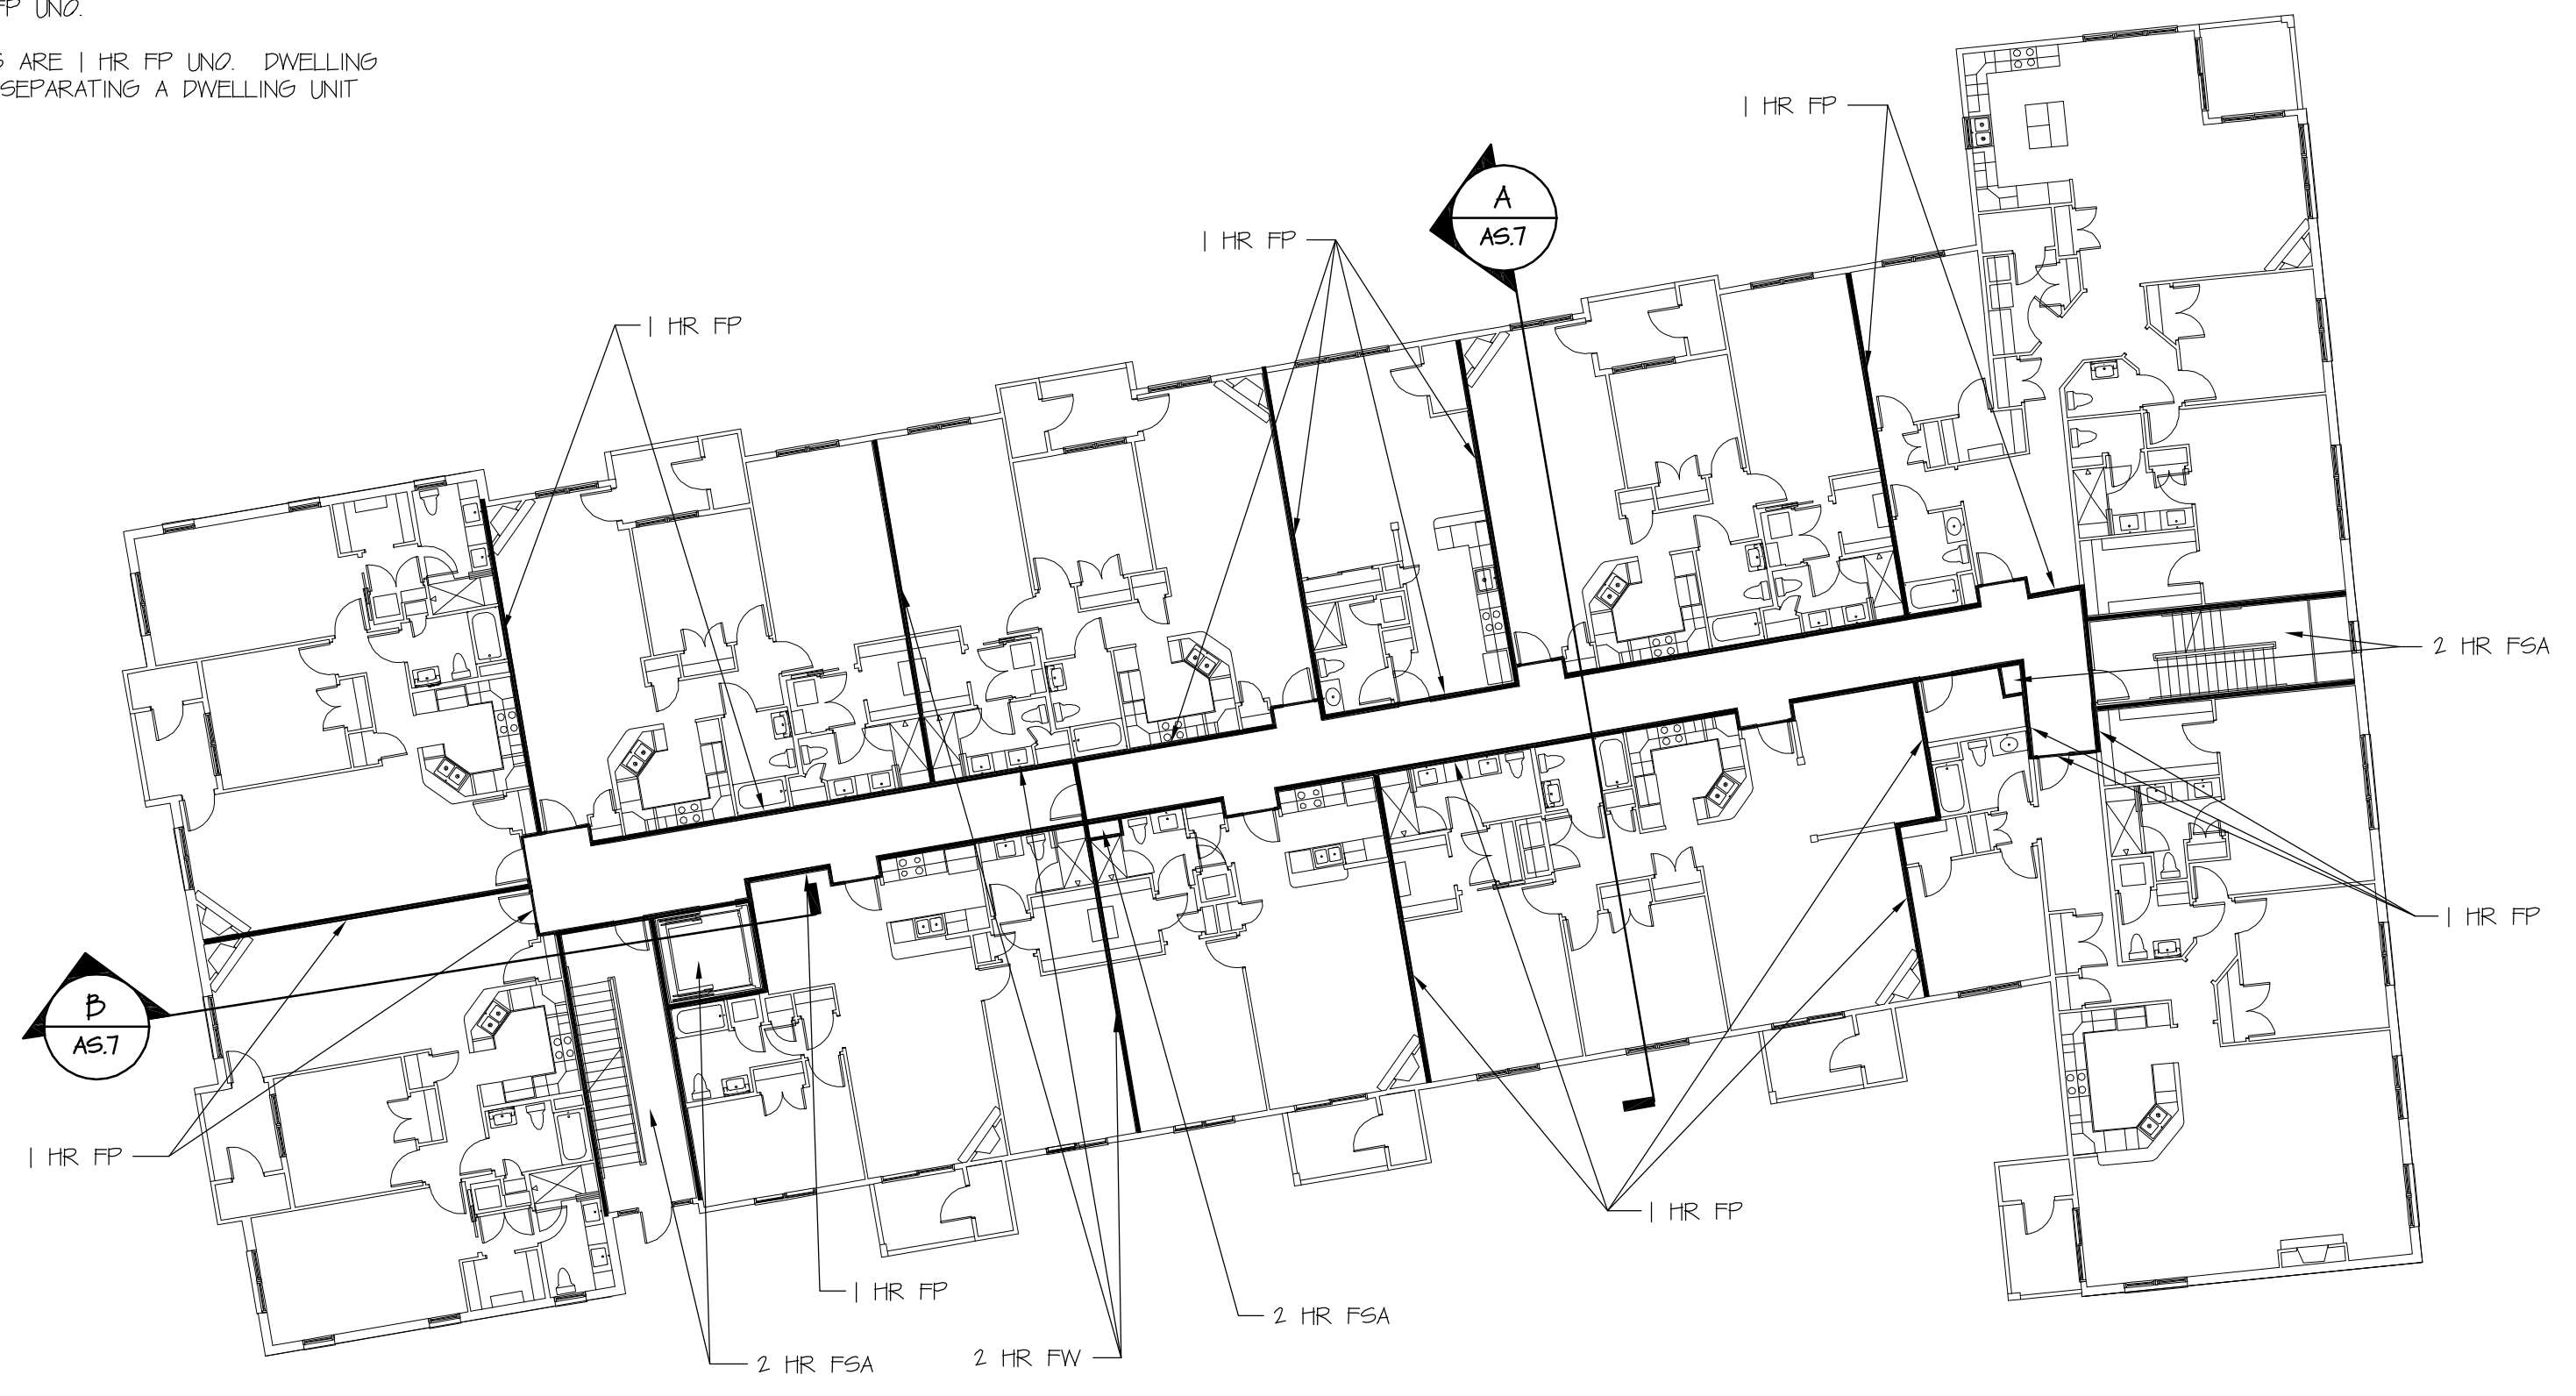 FP UNO.
ARE 1 HR FP UNO. DWELLING
SEPARATING A DWELLING UNIT
1 HR FP
A
AS.7
1 HR FP
1 HR FP
2 HR FSA
1 HR FP
B
AS.7
1 HR FP
1 HR FP
1 HR FP
2 HR FSA
2 HR FSA
2 HR FW